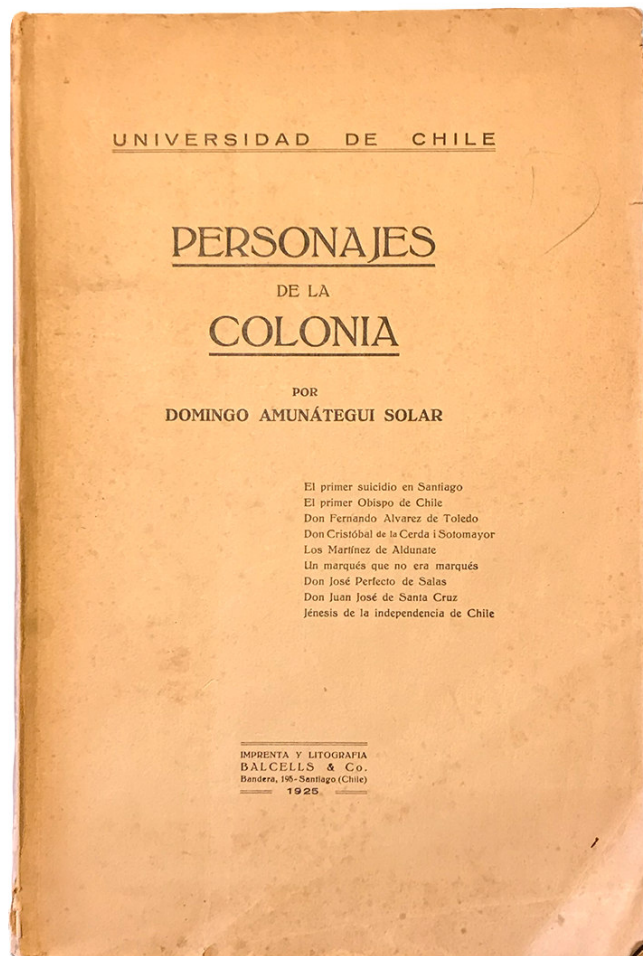 UNIVERSIDAD DE CHILE
PERSONAJES
DE LA
COLONIA
POR
DOMINGO AMUNÁTEGUI SOLAR
El primer suicidio en Santiago
El primer Obispo de Chile
Don Fernando Alvarez de Toledo
Don Cristóbal de la Cerda i Sotomayor
Los Martínez de Aldunate
Un marqués que no era marqués
Don José Perfecto de Salas
Don Juan José de Santa Cruz
Jénesis de la independencia de Chile
IMPRENTA Y LITOGRAFIA
BALCELLS & Co.
Bandera, 195-Santiago (Chile)
1925